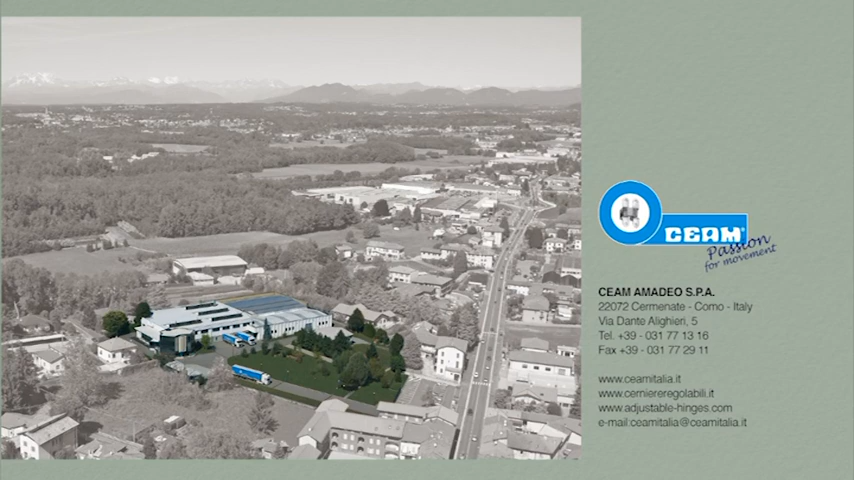 CEAM
Passion
for movement
CEAM AMADEO S.P.A.
22072 Cermenate - Como - Italy
Via Dante Alighieri, 5
Tel. +39 - 031 77 13 16
Fax +39 - 031 77 29 11
www.ceamitalia.it
www.cerniereregolabili.it
www.adjustable-hinges.com
e-mail:ceamitalia@ceamitalia.it